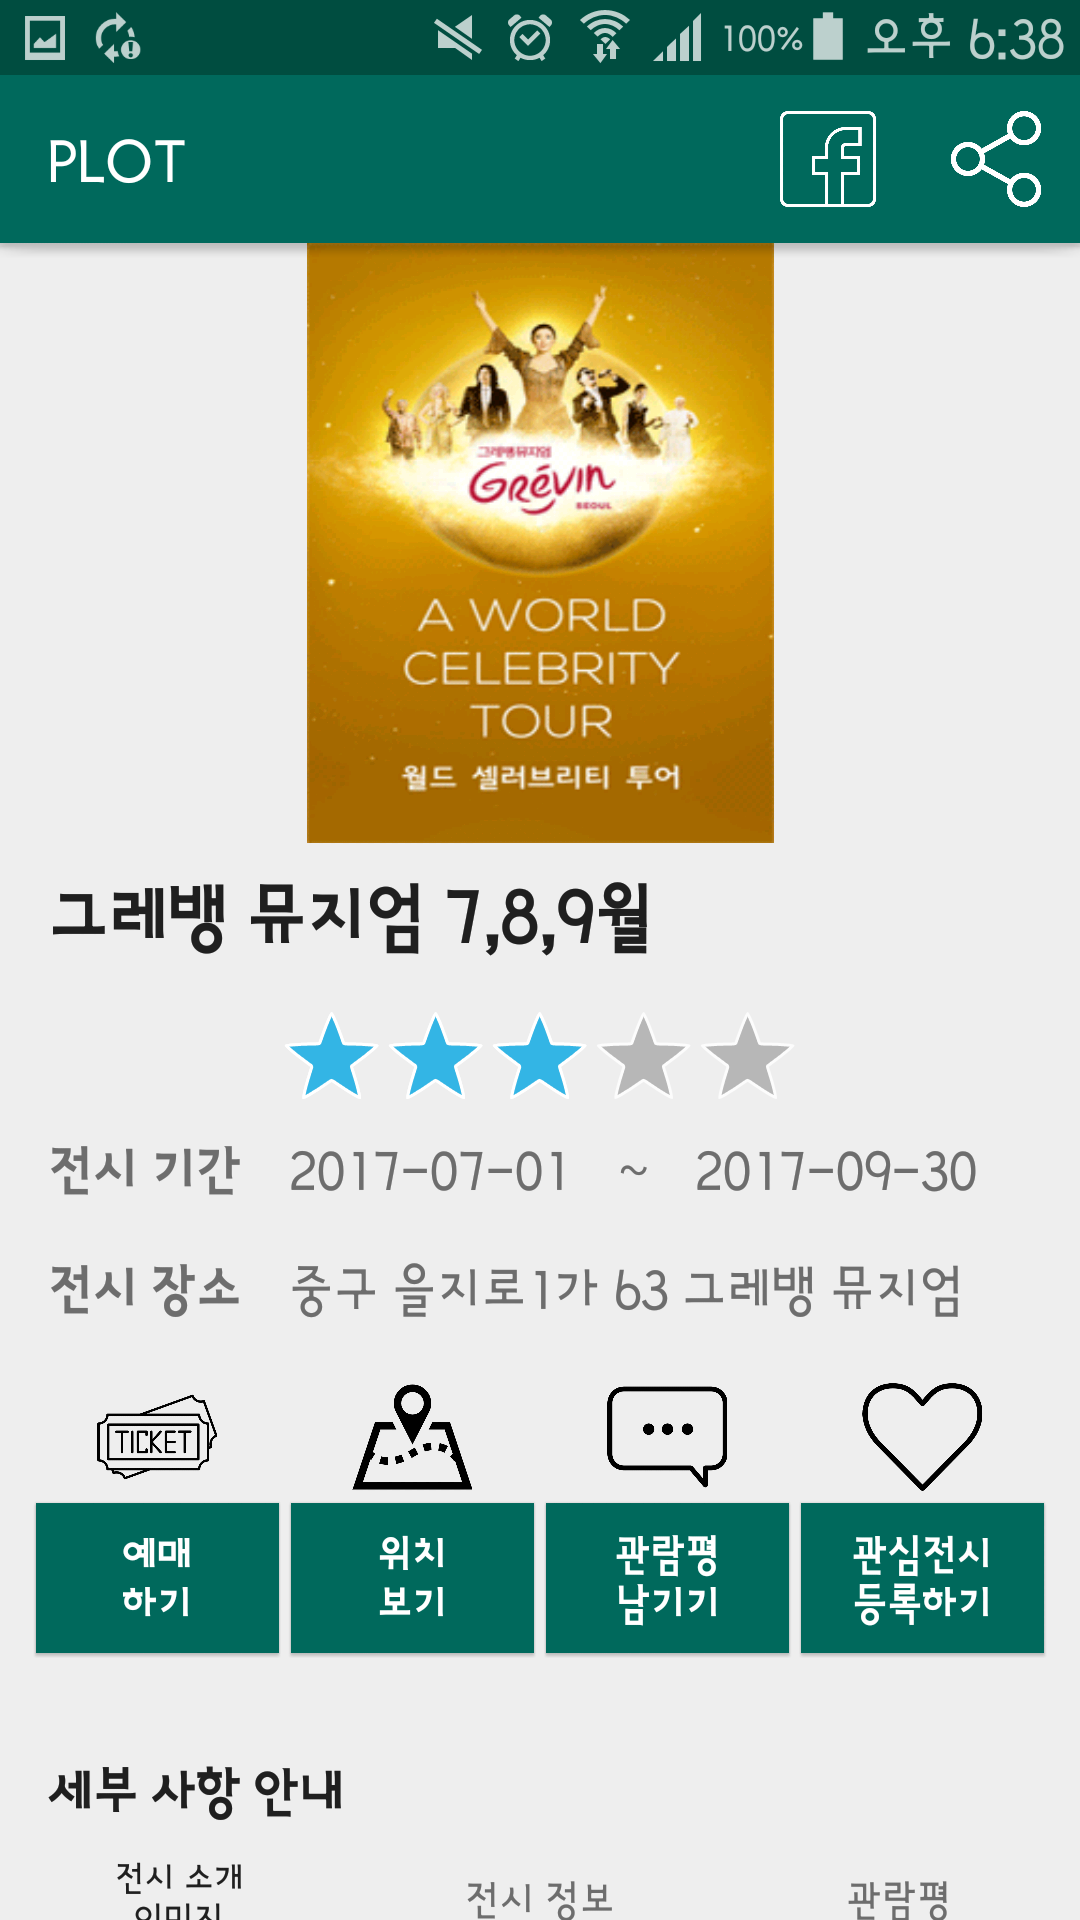 100% 오후 6:38
PLOT
그레뱅뮤지엄
GRÉVIN
SEOUL
A WORLD
CELEBRITY
TOUR
월드 셀러브리티 투어
그레뱅 뮤지엄 7,8,9월
전시 기간 2017-07-01 ~ 2017-09-30
전시 장소 중구 을지로1가 63 그레뱅 뮤지엄
TICKET
예매
하기
위치
보기
관람평
남기기
관심전시
등록하기
세부 사항 안내
전시 소개
이미지
전시 정보
관람평